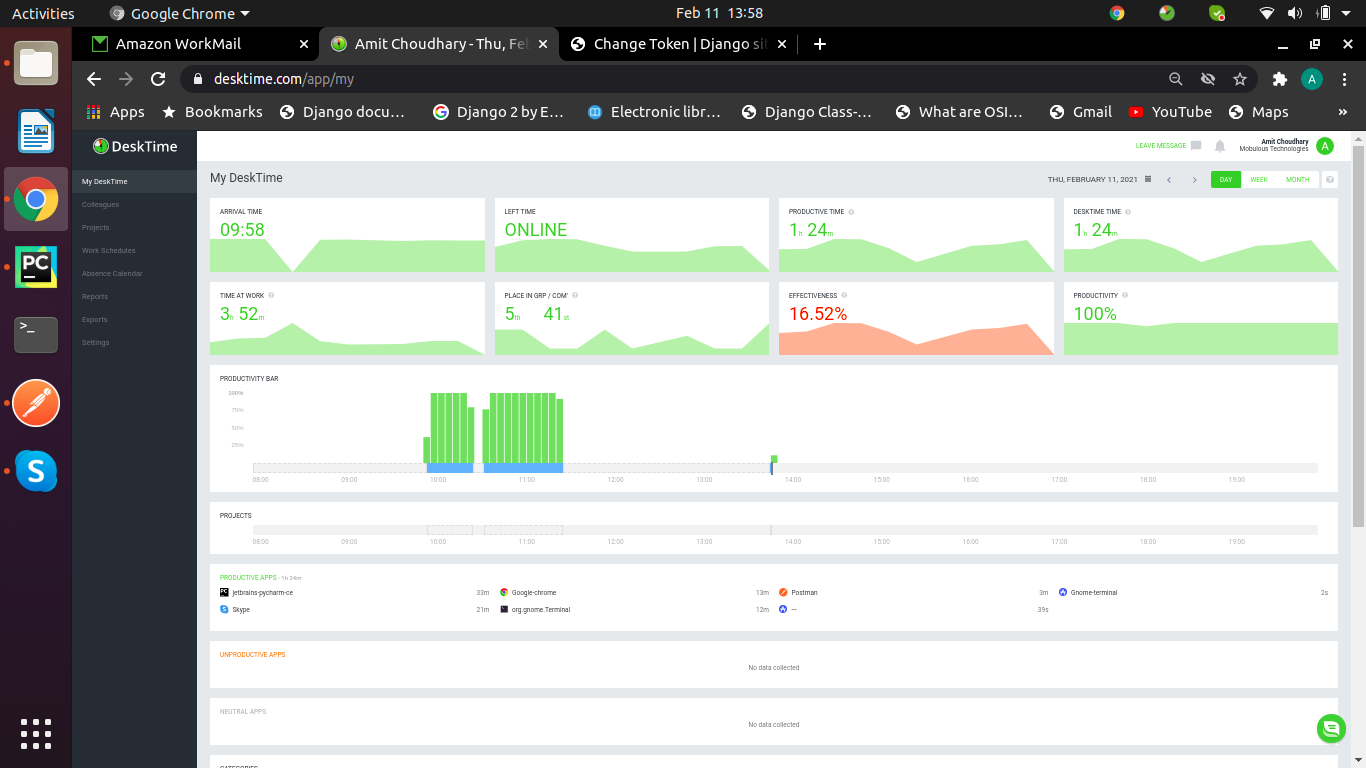 Activities Google Chrome Feb 11 13:58
Amazon WorkMail Amit Choudhary - Thu, Feb Change Token | Django sit
desktime.com/app/my A
Apps Bookmarks Django docu… Django 2 by E… Electronic libr… Django Class-… What are OSI… Gmail YouTube Maps »
DeskTime
LEAVE MESSAGE Amit Choudhary A
Mobulous Technologies
My DeskTime
Colleagues
Projects
Work Schedules
Absence Calendar
Reports
Exports
Settings
My DeskTime THU, FEBRUARY 11, 2021 DAY WEEK MONTH
ARRIVAL TIME LEFT TIME PRODUCTIVE TIME DESKTIME TIME
09:58 ONLINE 1h 24m 1h 24m
TIME AT WORK PLACE IN GRP / COM' EFFECTIVENESS PRODUCTIVITY
3h 52m 5th 41st 16.52% 100%
PRODUCTIVITY BAR
100%
75%
50%
25%
08:00 09:00 10:00 11:00 12:00 13:00 14:00 15:00 16:00 17:00 18:00 19:00
PROJECTS
08:00 09:00 10:00 11:00 12:00 13:00 14:00 15:00 16:00 17:00 18:00 19:00
PRODUCTIVE APPS - 1h 24m
jetbrains-pycharm-ce 33m Google-chrome 13m Postman 3m Gnome-terminal 2s
Skype 21m org.gnome.Terminal 12m — 39s
UNPRODUCTIVE APPS
No data collected
NEUTRAL APPS
No data collected
CATEGORIES